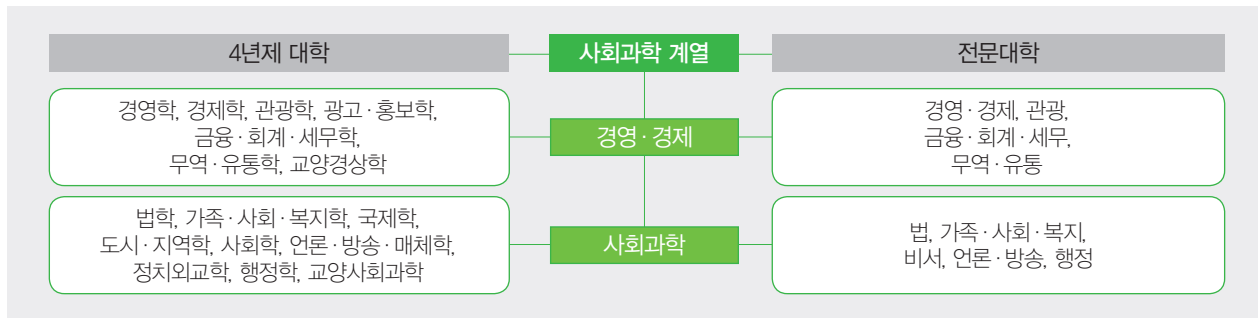 4년제 대학
사회과학 계열
전문대학
경영학, 경제학, 관광학, 광고·홍보학,
금융·회계·세무학,
무역·유통학, 교양경상학
경영·경제
경영·경제, 관광,
금융·회계·세무,
무역·유통
법학, 가족·사회·복지학, 국제학,
도시·지역학, 사회학, 언론·방송·매체학,
정치외교학, 행정학, 교양사회과학
사회과학
법, 가족·사회·복지,
비서, 언론·방송, 행정